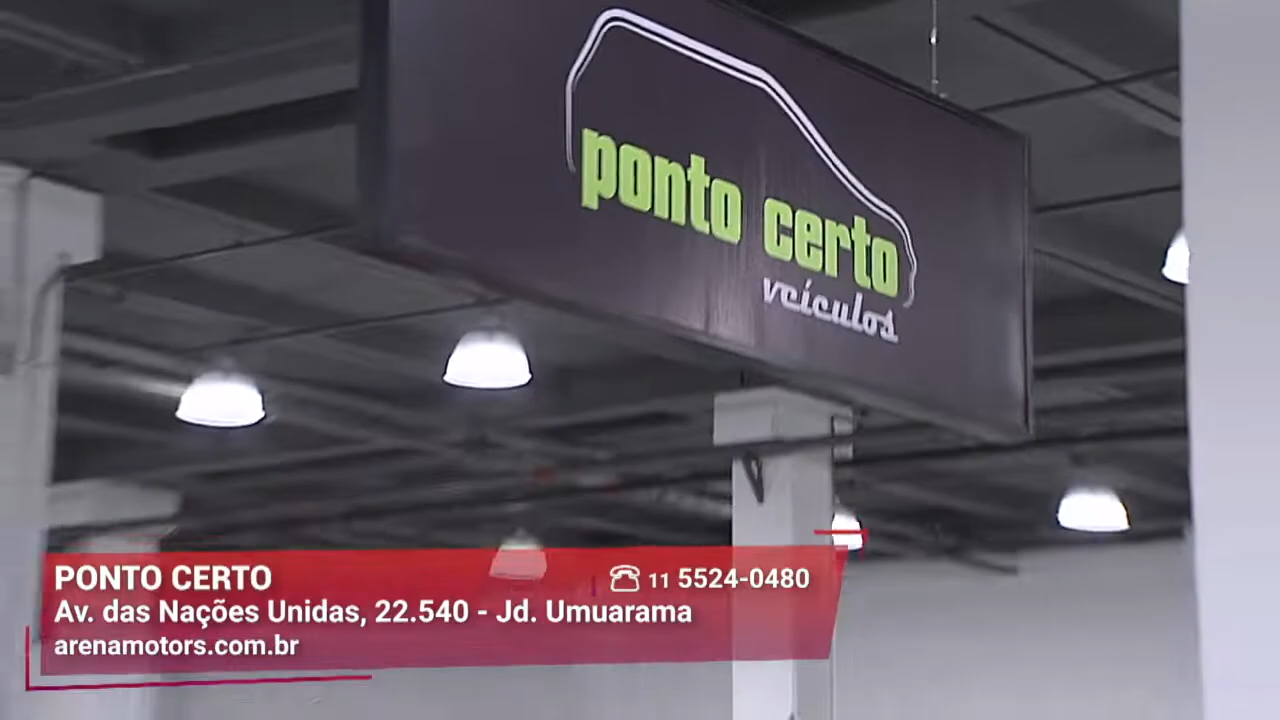 ponto certo
veículos
PONTO CERTO
11 5524-0480
Av. das Nações Unidas, 22.540 - Jd. Umuarama
arenamotors.com.br